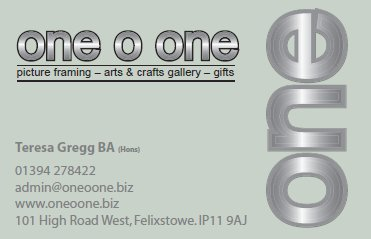 one o one
picture framing – arts & crafts gallery – gifts
one
Teresa Gregg BA (Hons)
01394 278422
admin@oneoone.biz
www.oneoone.biz
101 High Road West, Felixstowe. IP11 9AJ